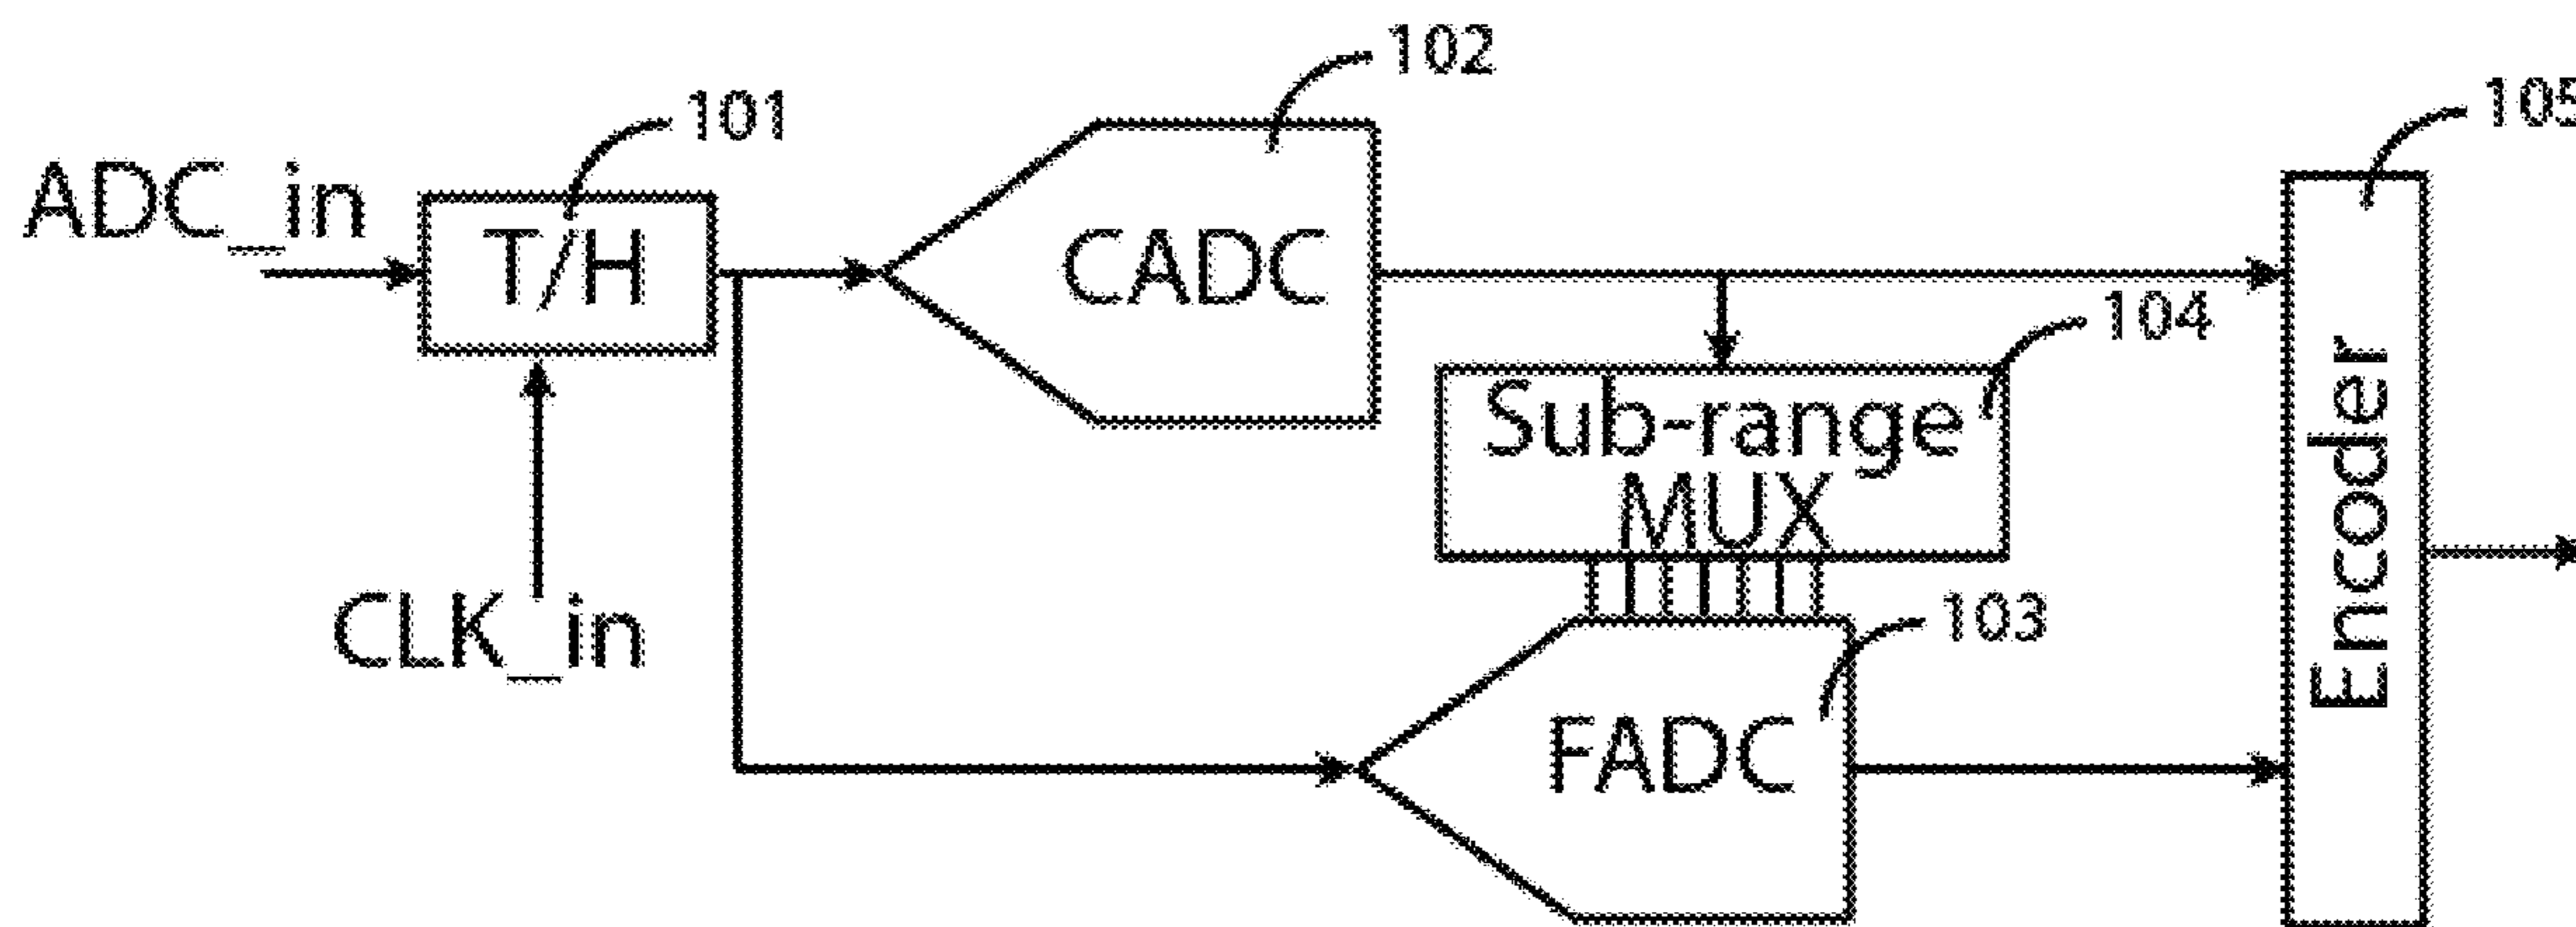 102
101
105
ADC_in
T/H
CADC
104
Sub-range
MUX
Encoder
CLK_in
103
FADC